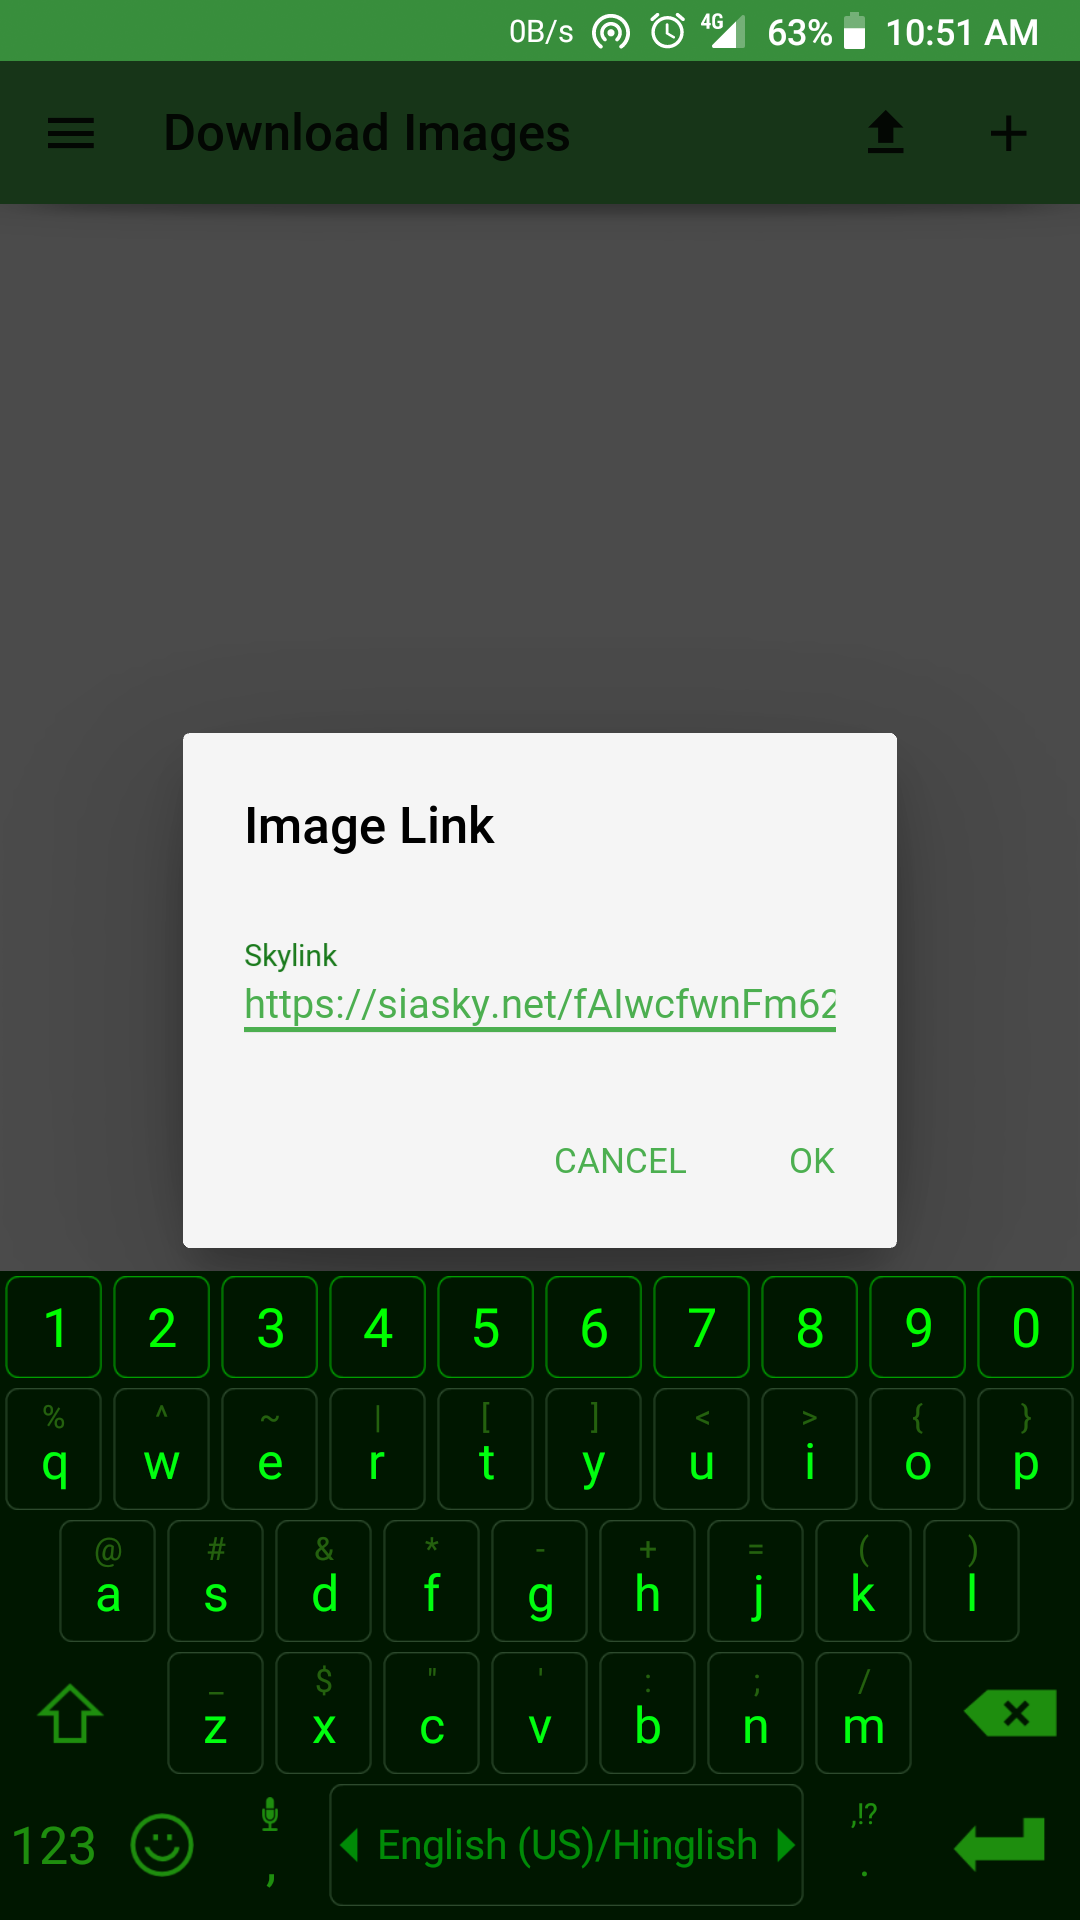 0B/s 4G 63% 10:51 AM
Download Images
Image Link
Skylink
https://siasky.net/fAIwcfwnFm62
CANCEL OK
1 2 3 4 5 6 7 8 9 0
% ^ ~ | [ ] < > { }
q w e r t y u i o p
@ # & * - + = ( )
a s d f g h j k l
_ $ " ' : ; /
z x c v b n m
,!?
123 , English (US)/Hinglish .